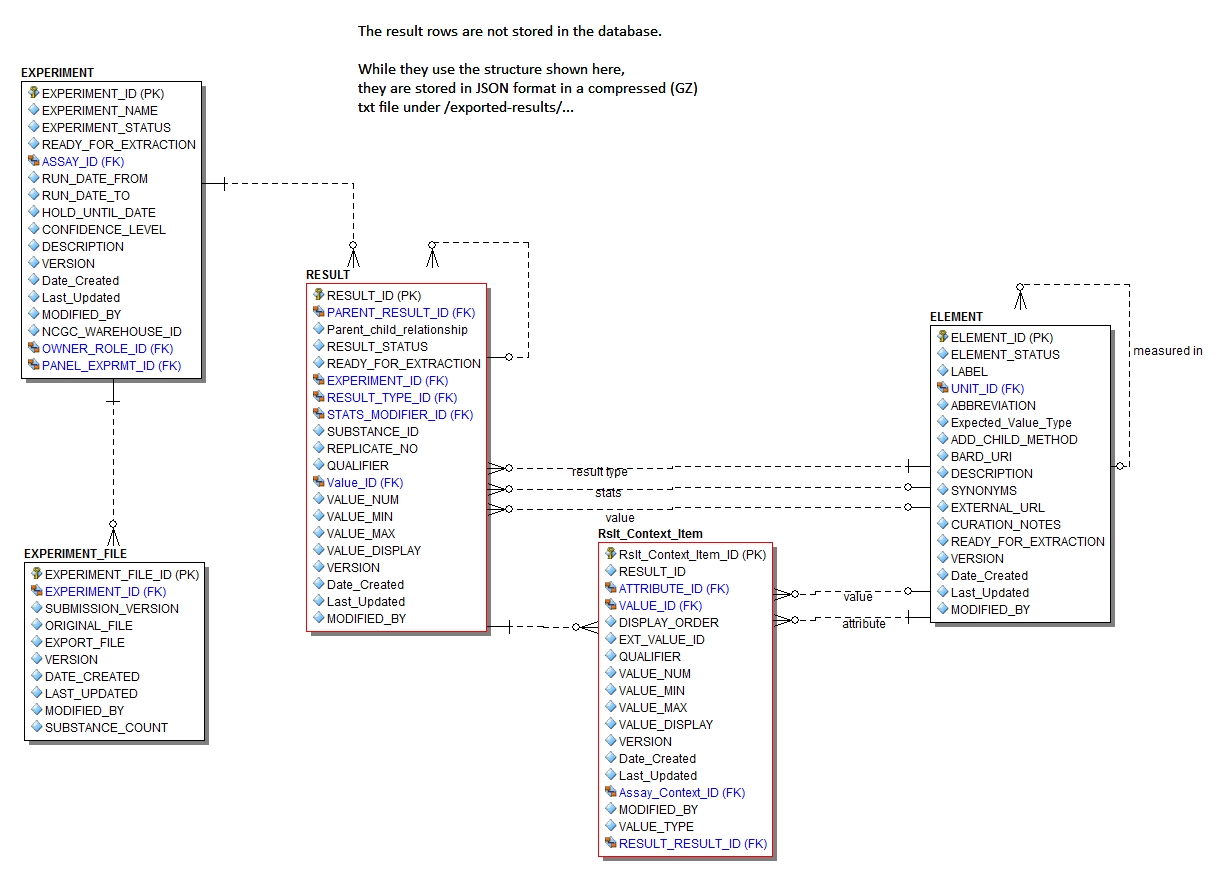 The result rows are not stored in the database.
While they use the structure shown here,
they are stored in JSON format in a compressed (GZ)
txt file under /exported-results/...
EXPERIMENT
EXPERIMENT_ID (PK)
EXPERIMENT_NAME
EXPERIMENT_STATUS
READY_FOR_EXTRACTION
ASSAY_ID (FK)
RUN_DATE_FROM
RUN_DATE_TO
HOLD_UNTIL_DATE
CONFIDENCE_LEVEL
DESCRIPTION
VERSION
Date_Created
Last_Updated
MODIFIED_BY
NCGC_WAREHOUSE_ID
OWNER_ROLE_ID (FK)
PANEL_EXPRMT_ID (FK)
RESULT
RESULT_ID (PK)
PARENT_RESULT_ID (FK)
Parent_child_relationship
RESULT_STATUS
READY_FOR_EXTRACTION
EXPERIMENT_ID (FK)
RESULT_TYPE_ID (FK)
STATS_MODIFIER_ID (FK)
SUBSTANCE_ID
REPLICATE_NO
QUALIFIER
Value_ID (FK)
VALUE_NUM
VALUE_MIN
VALUE_MAX
VALUE_DISPLAY
VERSION
Date_Created
Last_Updated
MODIFIED_BY
ELEMENT
ELEMENT_ID (PK)
ELEMENT_STATUS
LABEL
UNIT_ID (FK)
ABBREVIATION
Expected_Value_Type
ADD_CHILD_METHOD
BARD_URI
DESCRIPTION
SYNONYMS
EXTERNAL_URL
CURATION_NOTES
READY_FOR_EXTRACTION
VERSION
Date_Created
Last_Updated
MODIFIED_BY
measured in
result type
stats
value
EXPERIMENT_FILE
EXPERIMENT_FILE_ID (PK)
EXPERIMENT_ID (FK)
SUBMISSION_VERSION
ORIGINAL_FILE
EXPORT_FILE
VERSION
DATE_CREATED
LAST_UPDATED
MODIFIED_BY
SUBSTANCE_COUNT
Rslt_Context_Item
Rslt_Context_Item_ID (PK)
RESULT_ID
ATTRIBUTE_ID (FK)
VALUE_ID (FK)
DISPLAY_ORDER
EXT_VALUE_ID
QUALIFIER
VALUE_NUM
VALUE_MIN
VALUE_MAX
VALUE_DISPLAY
VERSION
Date_Created
Last_Updated
Assay_Context_ID (FK)
MODIFIED_BY
VALUE_TYPE
RESULT_RESULT_ID (FK)
value
attribute